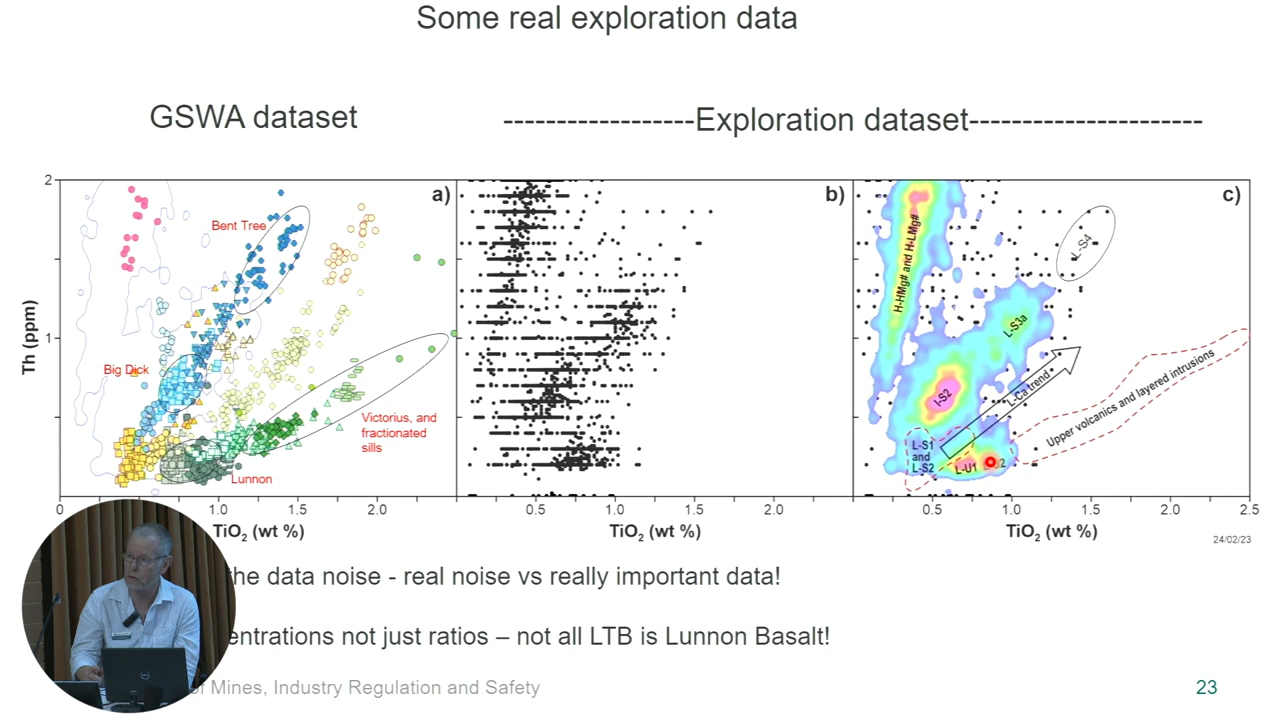 Some real exploration data
GSWA dataset
-----------------Exploration dataset---------------------
a)
b)
c)
2
1
0
Th (ppm)
Bent Tree
Big Dick
Victorius, and
fractionated
sills
Lunnon
H-HMg# and H-LMg#
L-S4
L-S3a
I-S2
L-Ca trend
L-S1
and
L-S2
L-U1
2
Upper volcanics and layered intrusions
1.0
2.0
0.5
1.0
1.5
2.0
0.5
1.0
1.5
2.0
2.5
TiO₂ (wt %)
TiO₂ (wt %)
TiO₂ (wt %)
24/02/23
the data noise - real noise vs really important data!
entrations not just ratios – not all LTB is Lunnon Basalt!
of Mines, Industry Regulation and Safety
23